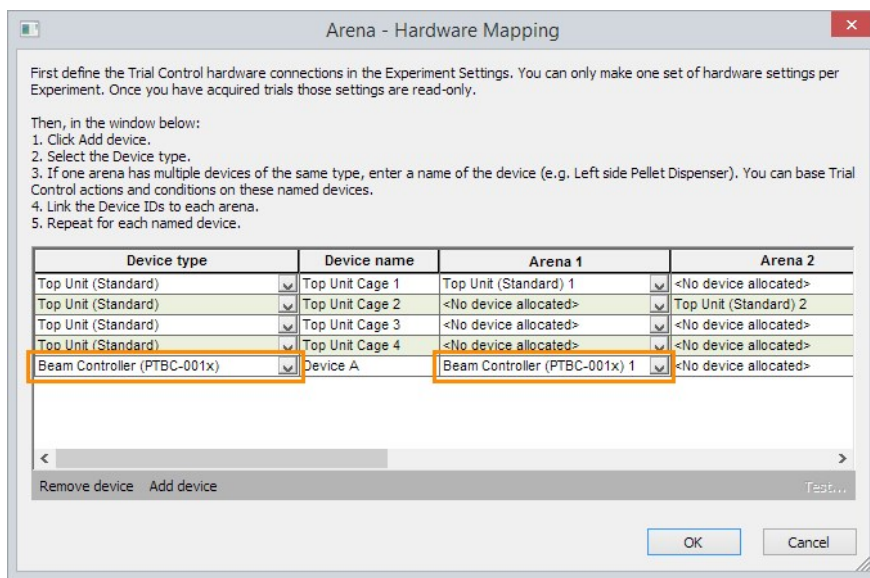 Arena - Hardware Mapping
First define the Trial Control hardware connections in the Experiment Settings. You can only make one set of hardware settings per
Experiment. Once you have acquired trials those settings are read-only.
Then, in the window below:
1. Click Add device.
2. Select the Device type.
3. If one arena has multiple devices of the same type, enter a name of the device (e.g. Left side Pellet Dispenser). You can base Trial
Control actions and conditions on these named devices.
4. Link the Device IDs to each arena.
5. Repeat for each named device.
Device type Device name Arena 1 Arena 2
Top Unit (Standard) Top Unit Cage 1 Top Unit (Standard) 1 <No device allocated>
Top Unit (Standard) Top Unit Cage 2 <No device allocated> Top Unit (Standard) 2
Top Unit (Standard) Top Unit Cage 3 <No device allocated> <No device allocated>
Top Unit (Standard) Top Unit Cage 4 <No device allocated> <No device allocated>
Beam Controller (PTBC-001x) Device A Beam Controller (PTBC-001x) 1 <No device allocated>
Remove device Add device Test...
OK Cancel